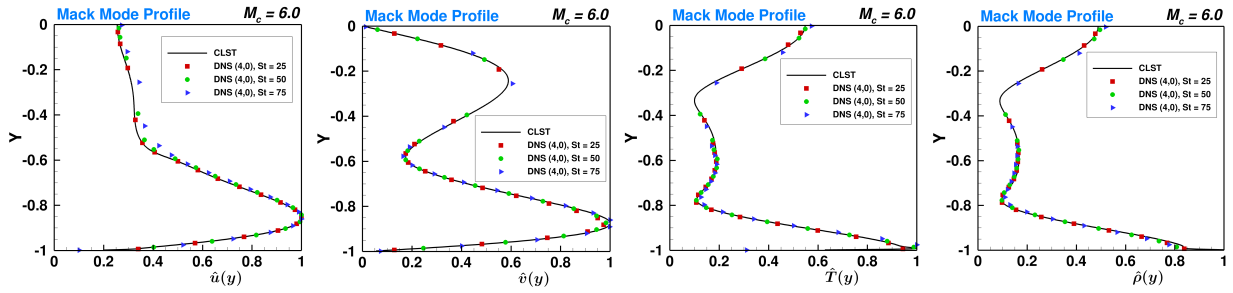 Mack Mode Profile
M_c = 6.0
0
-0.2
-0.4
-0.6
-0.8
-1
Y
CLST
DNS (4,0), St = 25
DNS (4,0), St = 50
DNS (4,0), St = 75
0 0.2 0.4 0.6 0.8 1
û(y)
Mack Mode Profile
M_c = 6.0
0
-0.2
-0.4
-0.6
-0.8
-1
Y
CLST
DNS (4,0), St = 25
DNS (4,0), St = 50
DNS (4,0), St = 75
0 0.2 0.4 0.6 0.8 1
v̂(y)
Mack Mode Profile
M_c = 6.0
0
-0.2
-0.4
-0.6
-0.8
-1
Y
CLST
DNS (4,0), St = 25
DNS (4,0), St = 50
DNS (4,0), St = 75
0 0.2 0.4 0.6 0.8 1
T̂(y)
Mack Mode Profile
M_c = 6.0
0
-0.2
-0.4
-0.6
-0.8
-1
Y
CLST
DNS (4,0), St = 25
DNS (4,0), St = 50
DNS (4,0), St = 75
0 0.2 0.4 0.6 0.8 1
ρ̂(y)